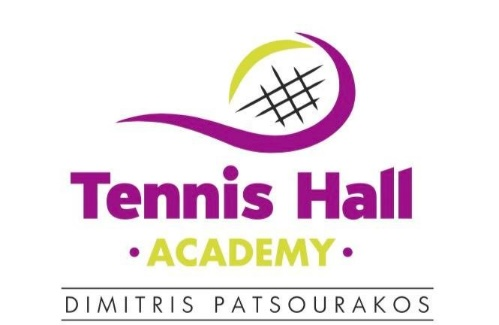 Tennis Hall
• ACADEMY •
DIMITRIS PATSOURAKOS